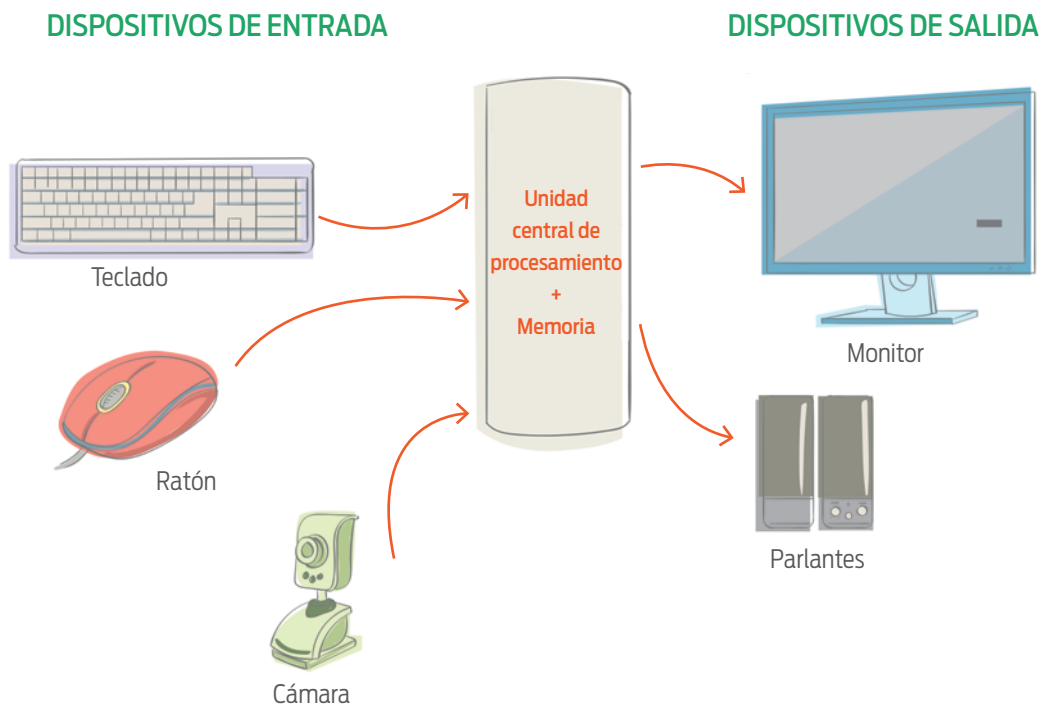 DISPOSITIVOS DE ENTRADA
DISPOSITIVOS DE SALIDA
Teclado
Ratón
Cámara
Unidad
central de
procesamiento
+
Memoria
Monitor
Parlantes